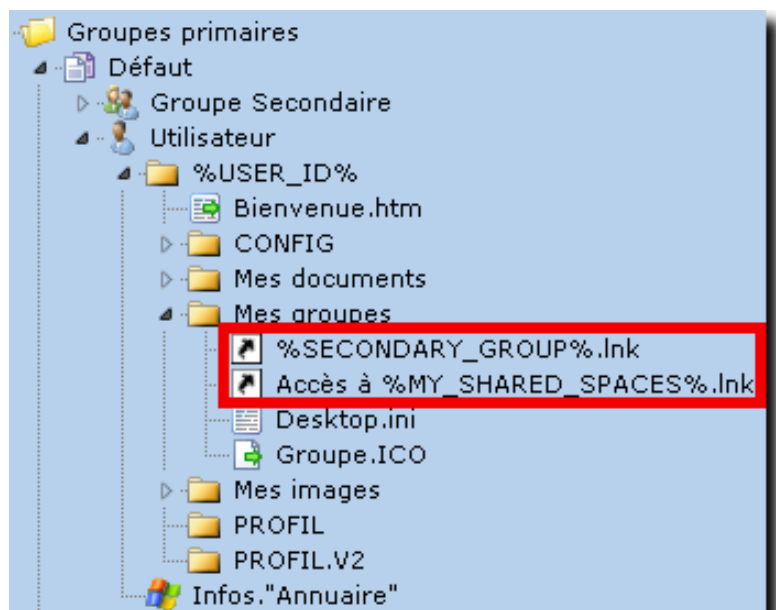 Groupes primaires
Défaut
Groupe Secondaire
Utilisateur
%USER_ID%
Bienvenue.htm
CONFIG
Mes documents
Mes groupes
%SECONDARY_GROUP%.lnk
Accès à %MY_SHARED_SPACES%.lnk
Desktop.ini
Groupe.ICO
Mes images
PROFIL
PROFIL.V2
Infos."Annuaire"